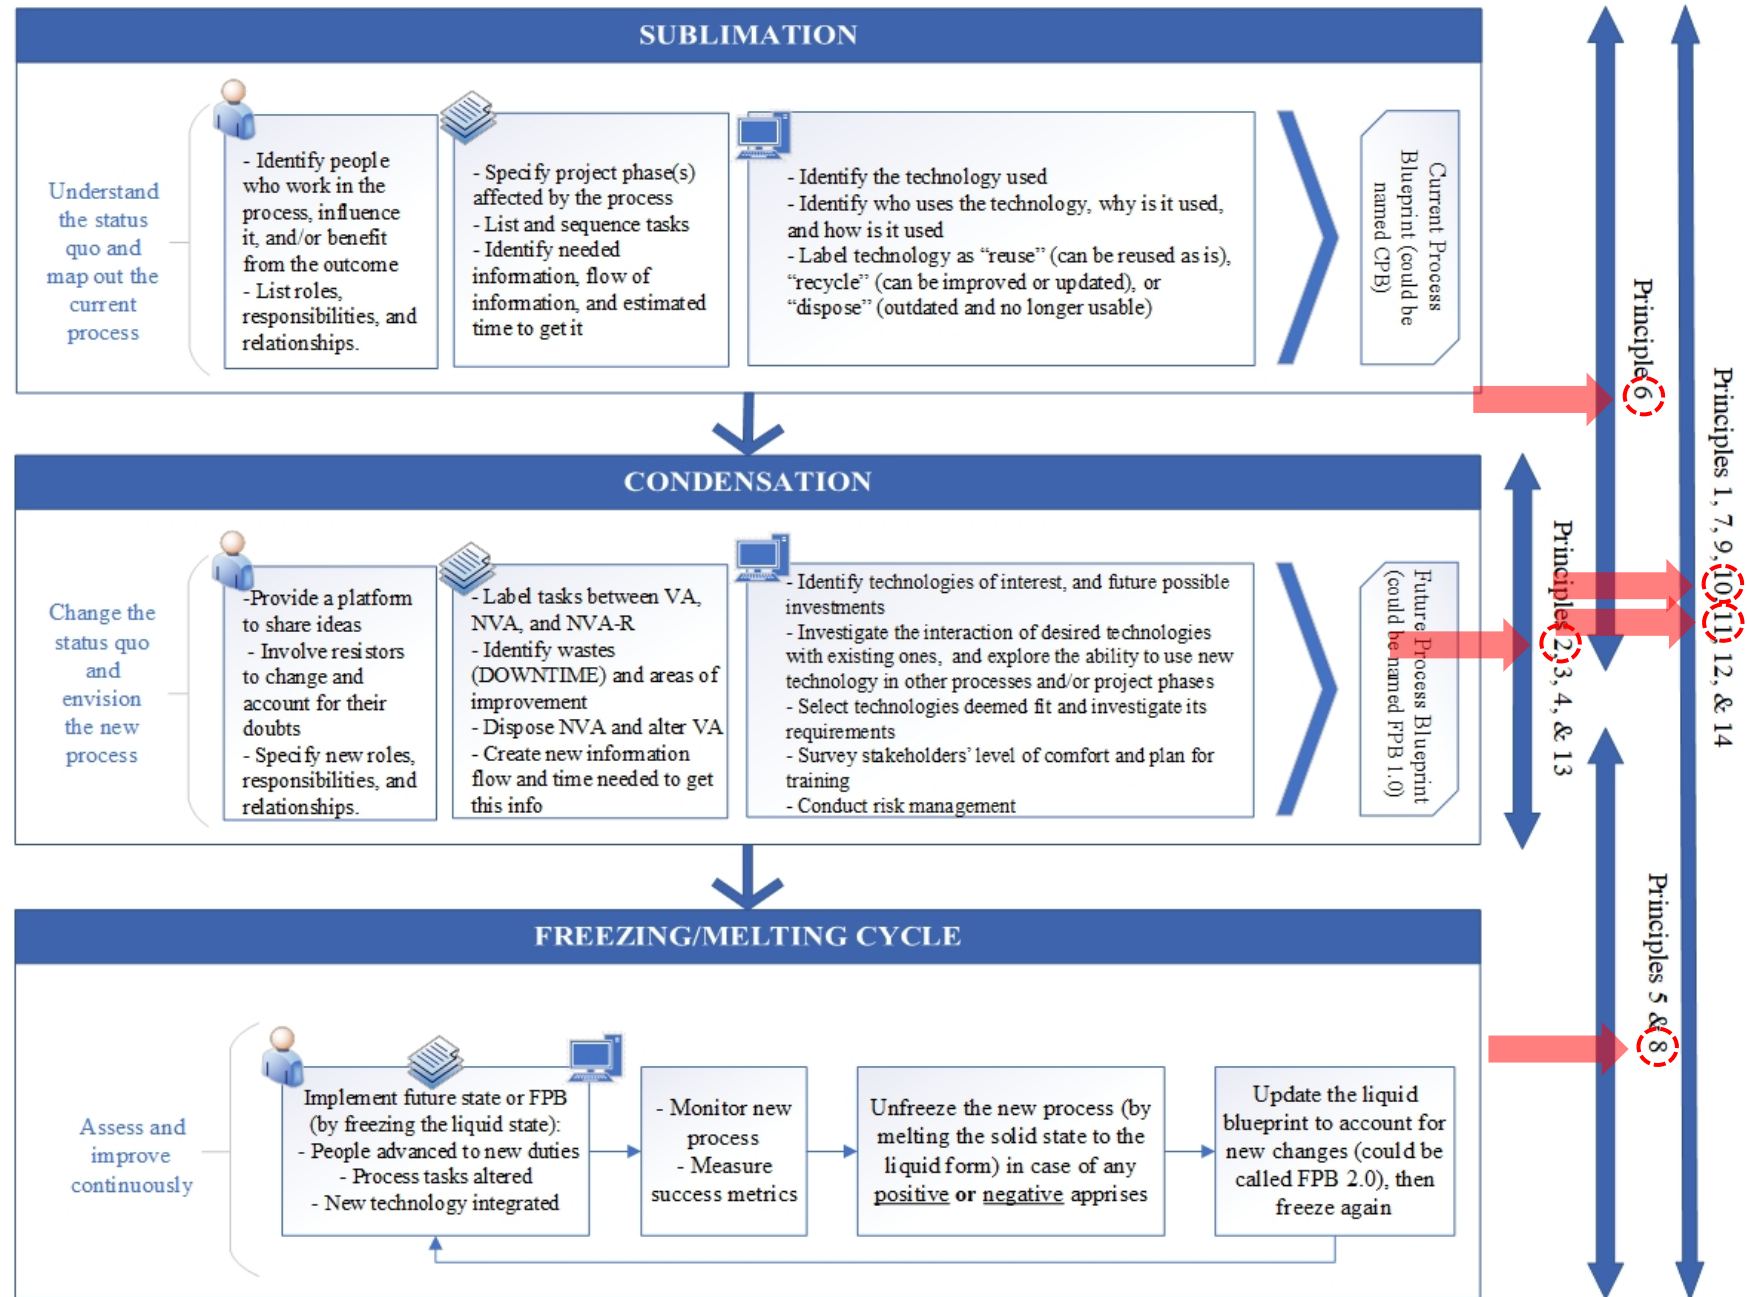 SUBLIMATION
Understand
the status
quo and
map out the
current
process
- Identify people
who work in the
process, influence
it, and/or benefit
from the outcome
- List roles,
responsibilities, and
relationships.
- Specify project phase(s)
affected by the process
- List and sequence tasks
- Identify needed
information, flow of
information, and estimated
time to get it
- Identify the technology used
- Identify who uses the technology, why is it used,
and how is it used
- Label technology as “reuse” (can be reused as is),
“recycle” (can be improved or updated), or
“dispose” (outdated and no longer usable)
Current Process
Blueprint (could be
named CPB)
CONDENSATION
Change the
status quo
and
envision
the new
process
-Provide a platform
to share ideas
- Involve resistors
to change and
account for their
doubts
- Specify new roles,
responsibilities, and
relationships.
- Label tasks between VA,
NVA, and NVA-R
- Identify wastes
(DOWNTIME) and areas of
improvement
- Dispose NVA and alter VA
- Create new information
flow and time needed to get
this info
- Identify technologies of interest, and future possible
investments
- Investigate the interaction of desired technologies
with existing ones, and explore the ability to use new
technology in other processes and/or project phases
- Select technologies deemed fit and investigate its
requirements
- Survey stakeholders’ level of comfort and plan for
training
- Conduct risk management
Future Process Blueprint
(could be named FPB 1.0)
FREEZING/MELTING CYCLE
Assess and
improve
continuously
Implement future state or FPB
(by freezing the liquid state):
- People advanced to new duties
- Process tasks altered
- New technology integrated
- Monitor new
process
- Measure
success metrics
Unfreeze the new process (by
melting the solid state to the
liquid form) in case of any
positive or negative apprises
Update the liquid
blueprint to account for
new changes (could be
called FPB 2.0), then
freeze again
Principles 2, 3, 4, & 13
Principle 6
Principles 5 & 8
Principles 1, 7, 9, 10, 11, 12, & 14